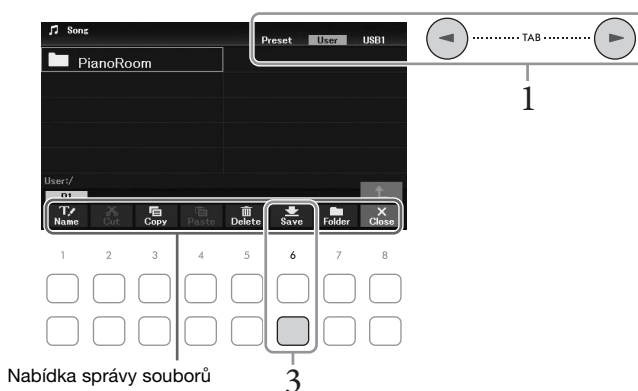 Song
Preset User USB1
TAB
1
PianoRoom
User:/
P1
Name Cut Copy Paste Delete Save Folder Close
1 2 3 4 5 6 7 8
Nabídka správy souborů
3